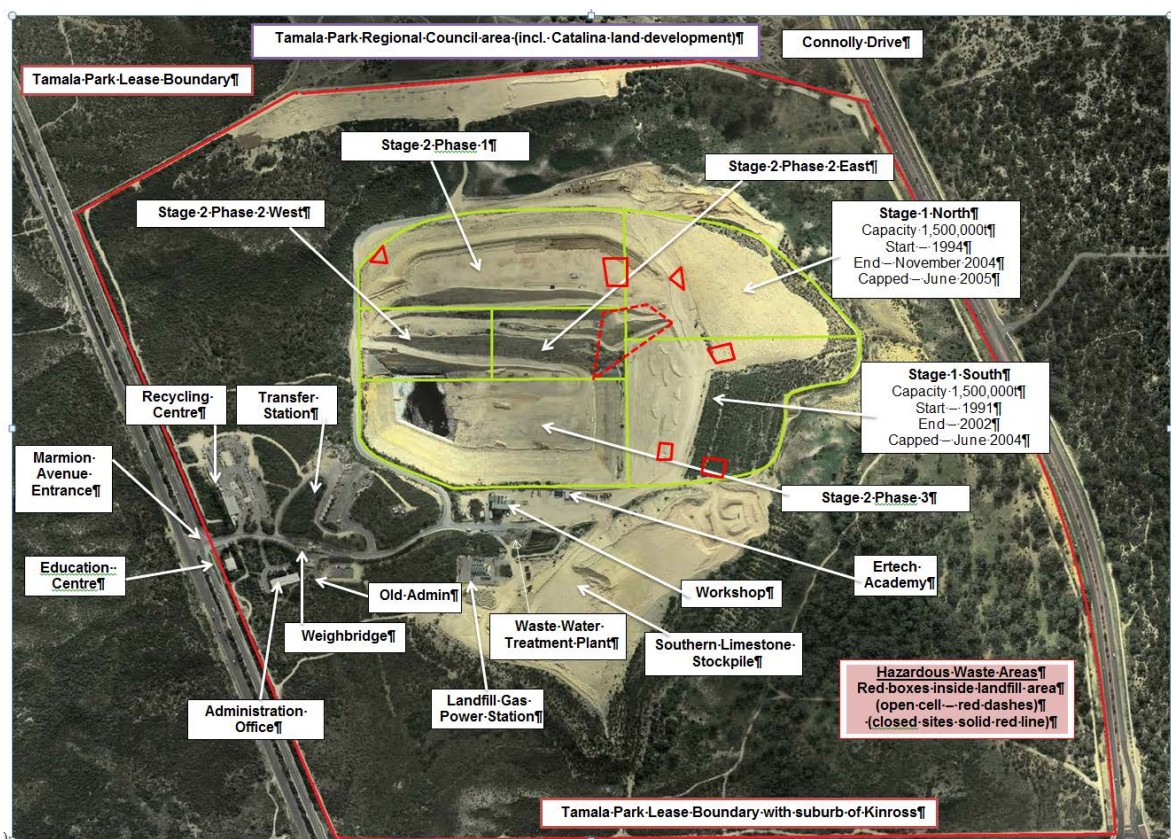 Tamala Park Regional Council area (incl. Catalina land development)¶
Connolly Drive¶
Tamala Park Lease Boundary¶
Stage 2 Phase 1¶
Stage 2 Phase 2 East¶
Stage 2 Phase 2 West¶
Stage 1 North¶
Capacity 1,500,000t¶
Start – 1994¶
End – November 2004¶
Capped – June 2005¶
Stage 1 South¶
Capacity 1,500,000t¶
Start – 1991¶
End – 2002¶
Capped – June 2004¶
Recycling
Centre¶
Transfer
Station¶
Marmion
Avenue
Entrance¶
Stage 2 Phase 3¶
Education
Centre¶
Old Admin¶
Weighbridge¶
Administration
Office¶
Landfill Gas
Power Station¶
Waste Water
Treatment Plant¶
Workshop¶
Ertech
Academy¶
Southern Limestone
Stockpile¶
Hazardous Waste Areas¶
Red boxes inside landfill area¶
(open cell – red dashes)¶
(closed sites solid red line)¶
Tamala Park Lease Boundary with suburb of Kinross¶